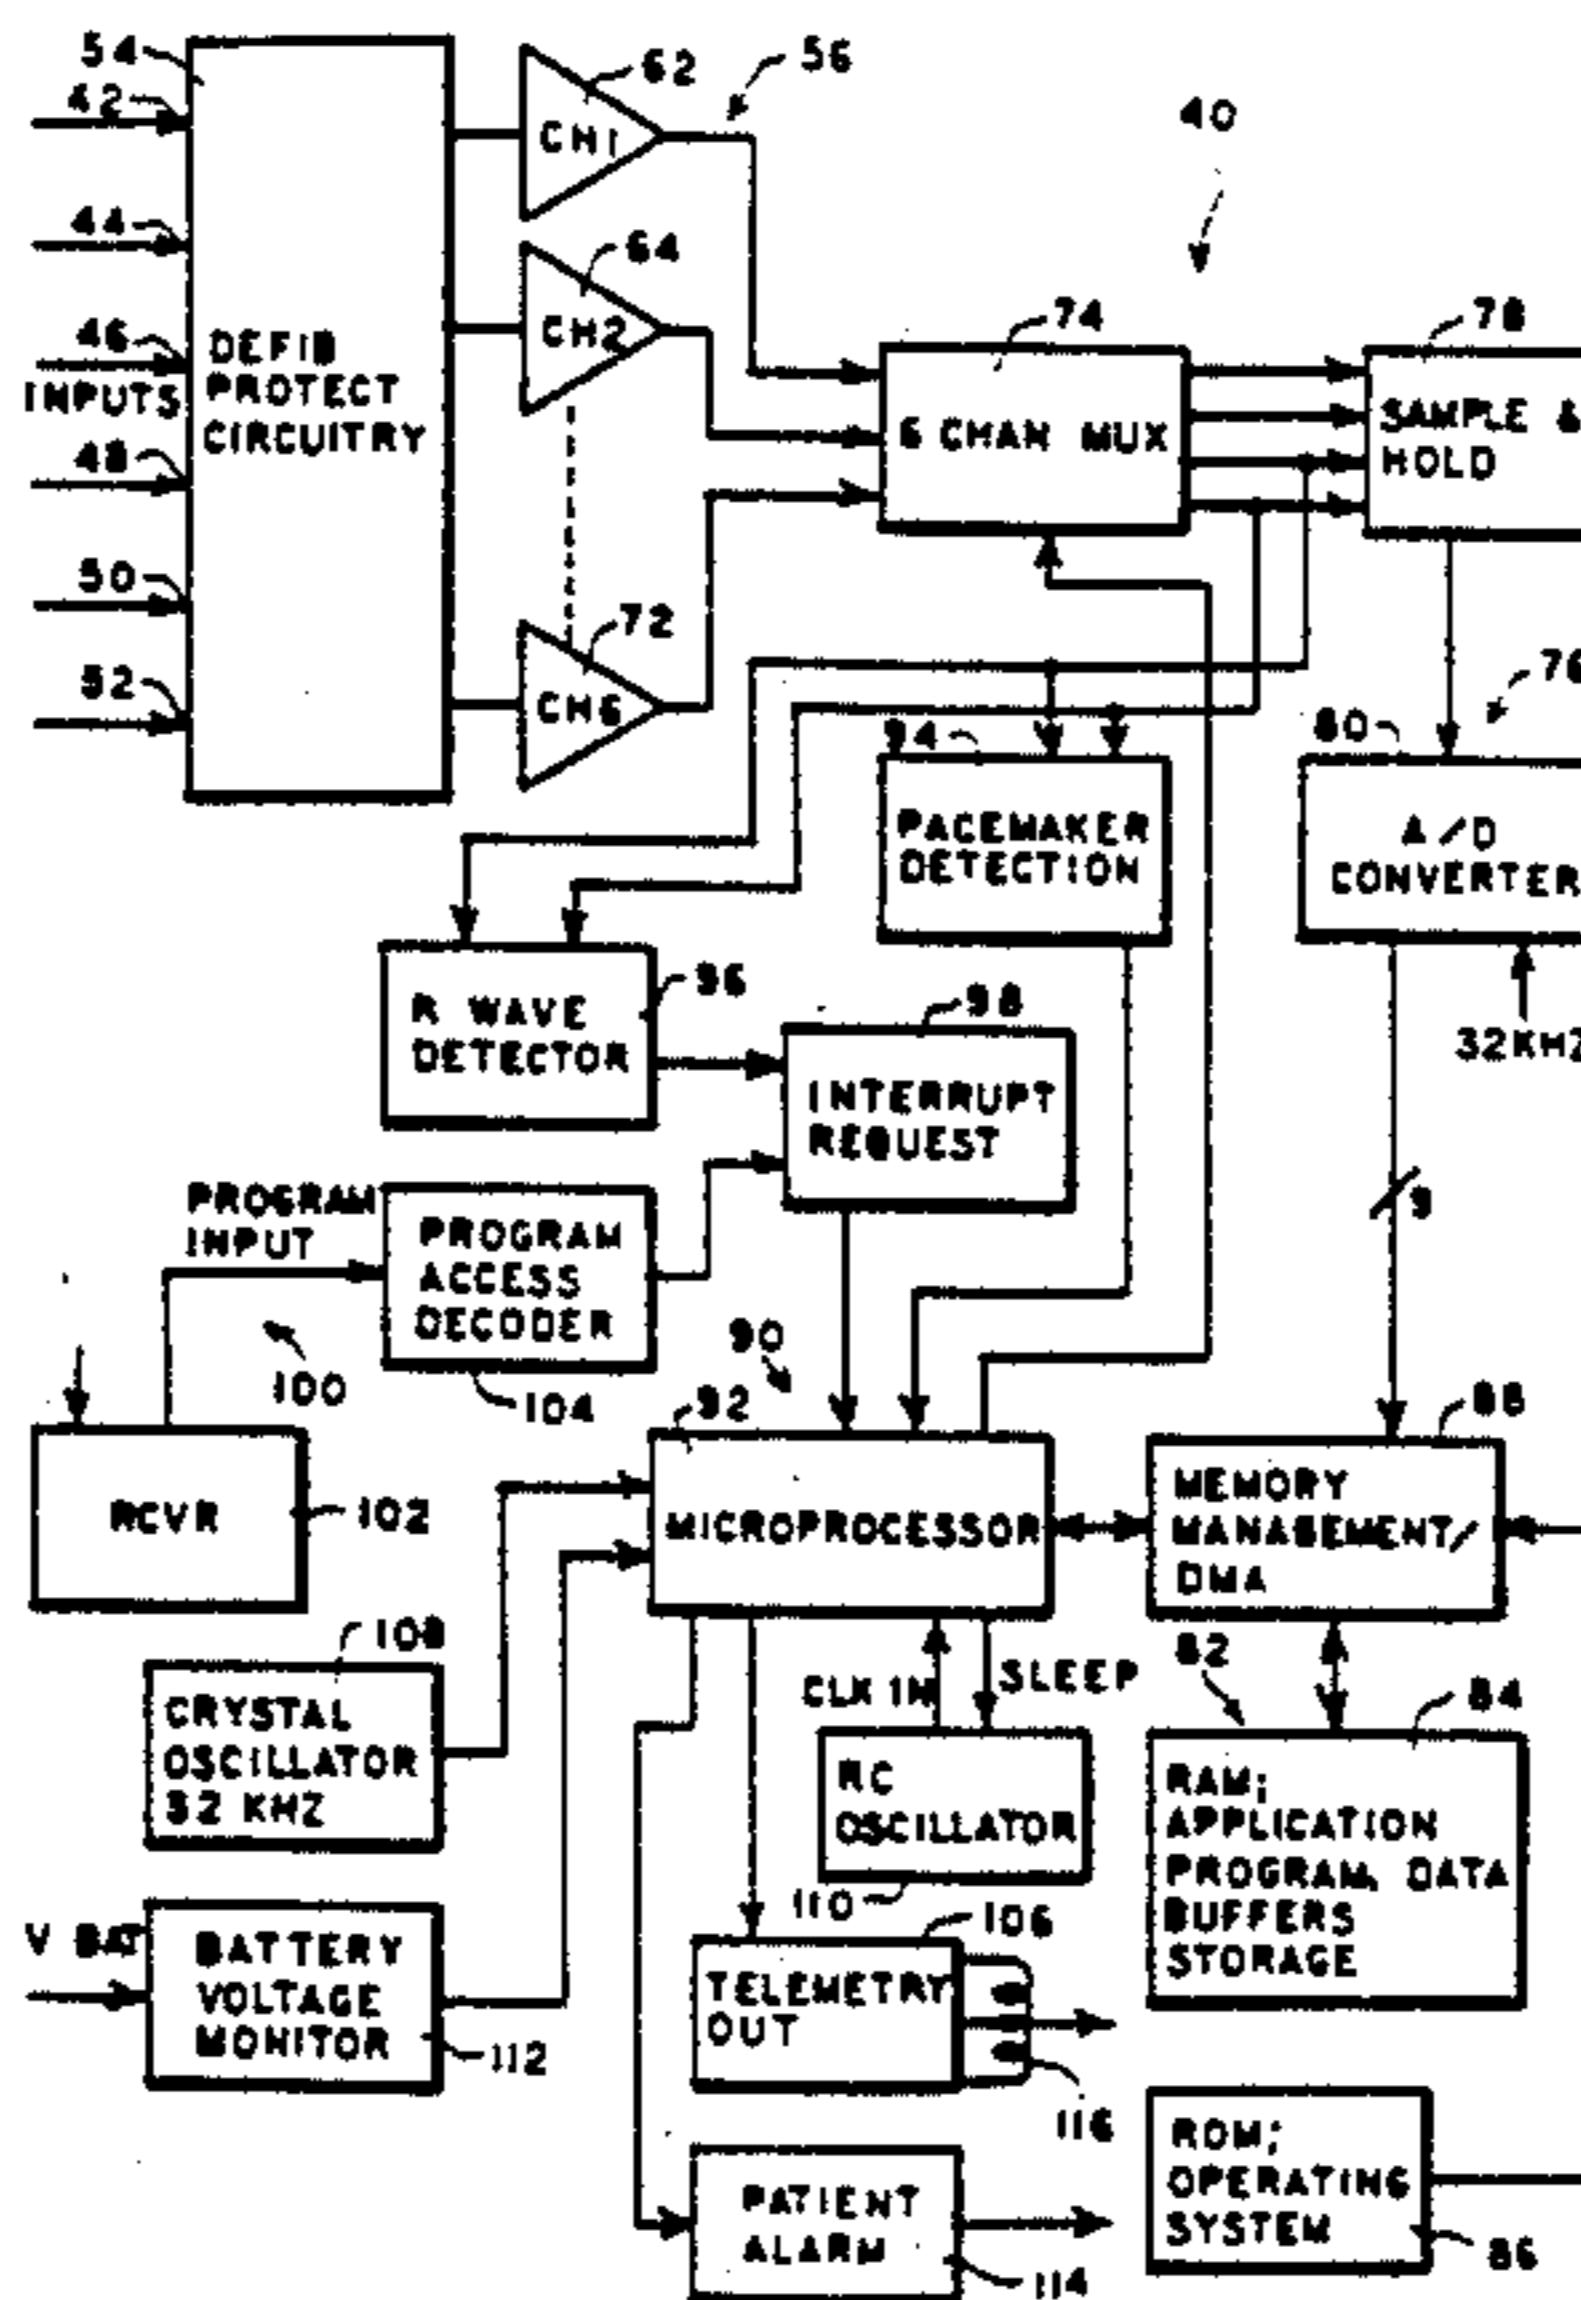 54
62
56
42
CH1
40
44
64
46
INPUTS
DEFIB
PROTECT
CIRCUITRY
CH2
74
78
6 CHAN MUX
SAMPLE &
HOLD
48
50
72
52
CH6
76
94
80
PACEMAKER
DETECTION
A/D
CONVERTER
96
98
R WAVE
DETECTOR
32KHZ
INTERRUPT
REQUEST
9
PROGRAM
INPUT
PROGRAM
ACCESS
DECODER
100
104
90
92
88
RCVR
102
MICROPROCESSOR
MEMORY
MANAGEMENT/
DMA
108
82
CLK IN
SLEEP
84
CRYSTAL
OSCILLATOR
32 KHZ
RC
OSCILLATOR
RAM;
APPLICATION
PROGRAM, DATA
BUFFERS
STORAGE
110
106
V BAT
BATTERY
VOLTAGE
MONITOR
112
TELEMETRY
OUT
116
ROM;
OPERATING
SYSTEM
86
PATIENT
ALARM
114